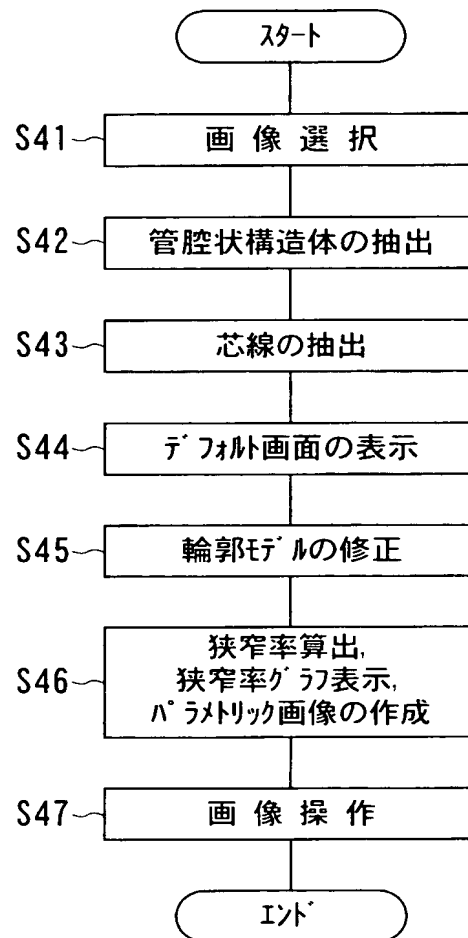 スタート
S41 画像選択
S42 管腔状構造体の抽出
S43 芯線の抽出
S44 デフォルト画面の表示
S45 輪郭モデルの修正
狭窄率算出,
S46 狭窄率グラフ表示,
パラメトリック画像の作成
S47 画像操作
エンド